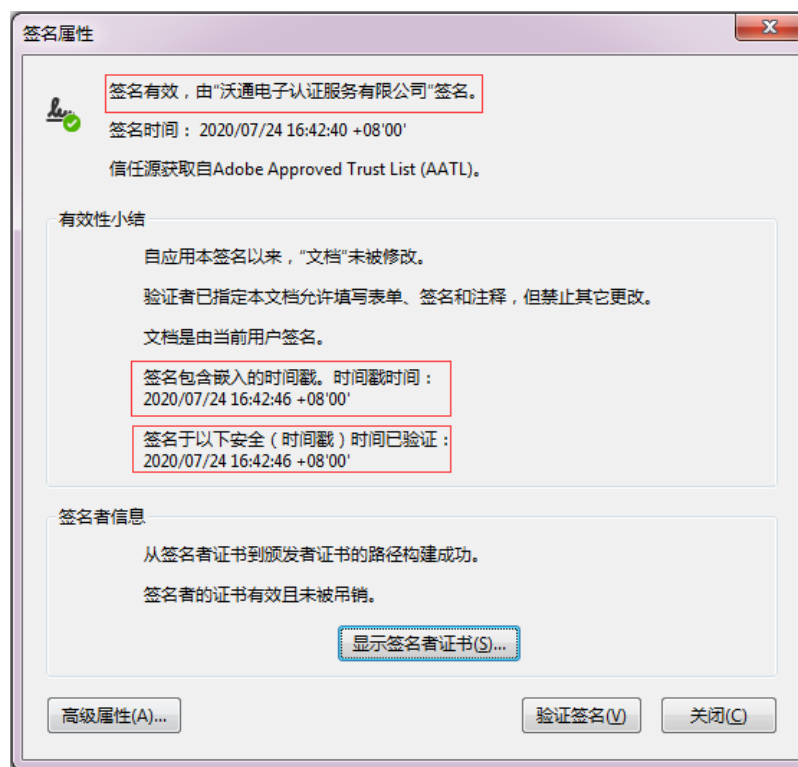 签名属性
签名有效，由“沃通电子认证服务有限公司”签名。
签名时间： 2020/07/24 16:42:40 +08'00'
信任源获取自Adobe Approved Trust List (AATL)。
有效性小结
自应用本签名以来，“文档”未被修改。
验证者已指定本文档允许填写表单、签名和注释，但禁止其它更改。
文档是由当前用户签名。
签名包含嵌入的时间戳。时间戳时间：
2020/07/24 16:42:46 +08'00'
签名于以下安全（时间戳）时间已验证：
2020/07/24 16:42:46 +08'00'
签名者信息
从签名者证书到颁发者证书的路径构建成功。
签名者的证书有效且未被吊销。
显示签名者证书(S)...
高级属性(A)...
验证签名(V)
关闭(C)